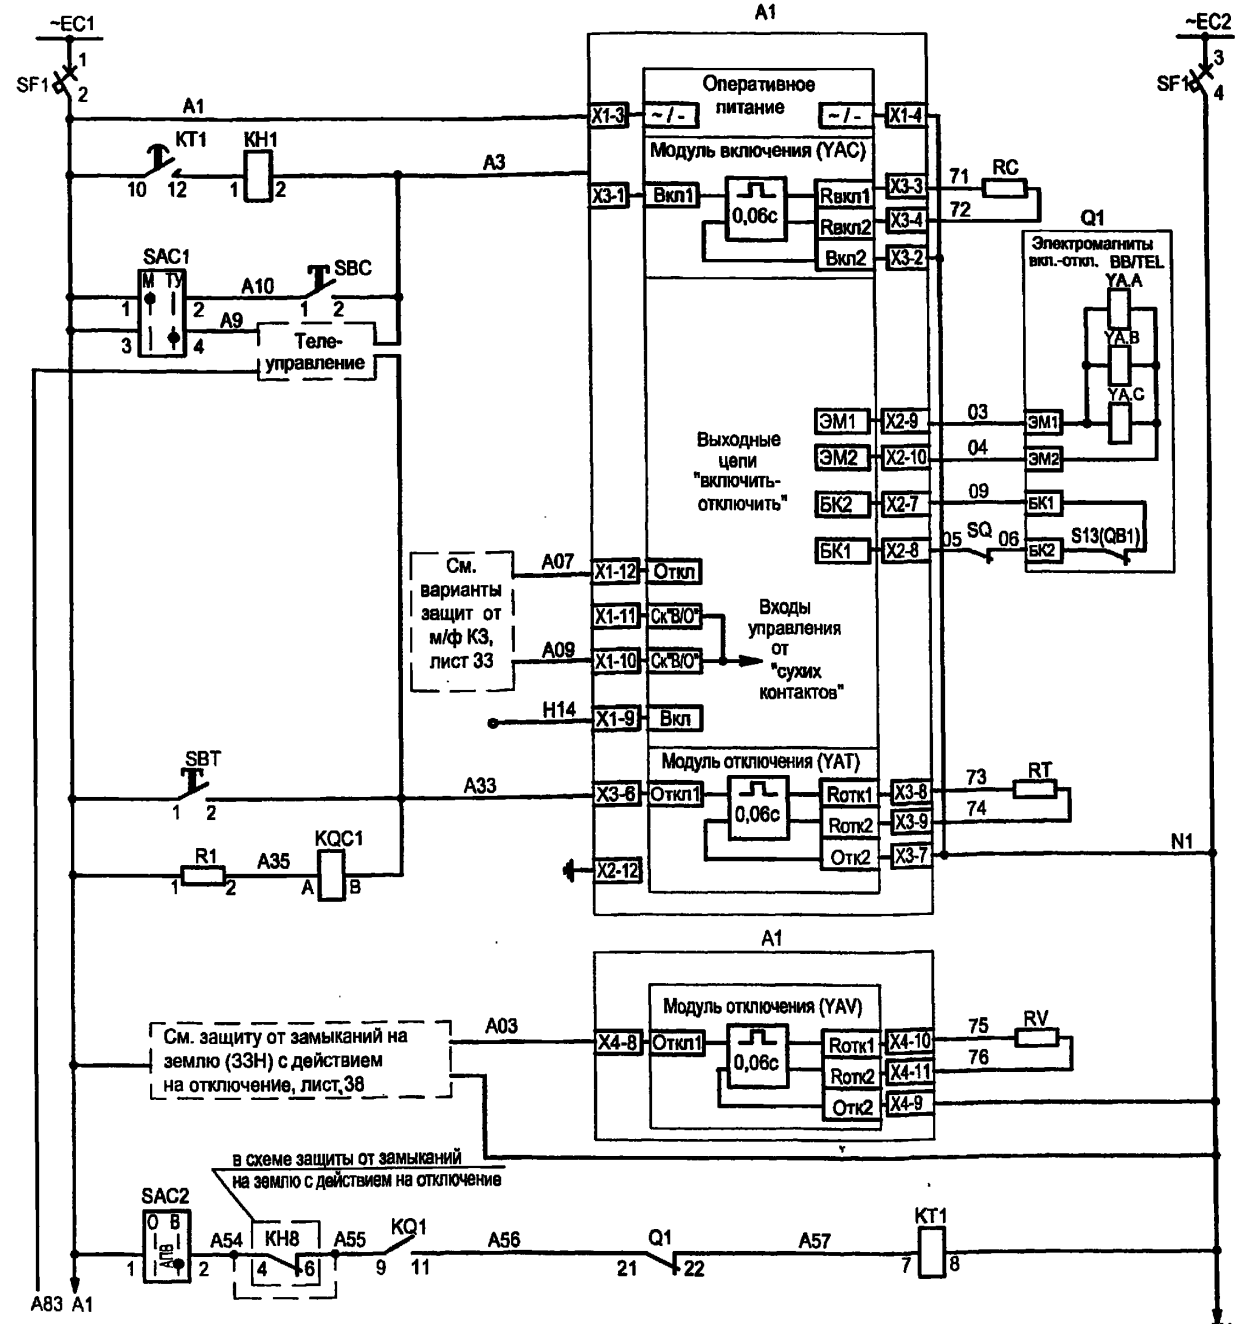 ~EC1
A1
~EC2
1
SF1
2
3
SF1
4
A1
X1-3
~ / -
Оперативное
питание
~ / -
X1-4
KT1
KH1
10
12
1
2
A3
Модуль включения (YAC)
X3-1
Вкл1
0,06с
Rвкл1
X3-3
71
RC
Rвкл2
X3-4
72
Вкл2
X3-2
Q1
Электромагниты
вкл.-откл. BB/TEL
YA.A
YA.B
YA.C
SAC1
М ТУ
1
2
A10
SBC
1
2
3
4
A9
Теле-
управление
Выходные
цепи
"включить-
отключить"
ЭМ1
X2-9
03
ЭМ1
ЭМ2
X2-10
04
ЭМ2
БК2
X2-7
09
БК1
БК1
X2-8
05
SQ
06
БК2
S13(QB1)
См.
варианты
защит от
м/ф КЗ,
лист 33
A07
X1-12
Откл
X1-11
Ск"В/О"
A09
X1-10
Ск"В/О"
Входы
управления
от
"сухих
контактов"
H14
X1-9
Вкл
SBT
1
2
A33
Модуль отключения (YAT)
X3-6
Откл1
0,06с
Rотк1
X3-8
73
RT
Rотк2
X3-9
74
Отк2
X3-7
N1
R1
1
2
A35
KQC1
A
B
X2-12
A1
Модуль отключения (YAV)
См. защиту от замыканий на
землю (ЗЗН) с действием
на отключение, лист 38
A03
X4-8
Откл1
0,06с
Rотк1
X4-10
75
RV
Rотк2
X4-11
76
Отк2
X4-9
в схеме защиты от замыканий
на землю с действием на отключение
SAC2
О В
АПВ
1
2
A54
KH8
4
6
A55
KQ1
9
11
A56
Q1
21
22
A57
KT1
7
8
A83
A1